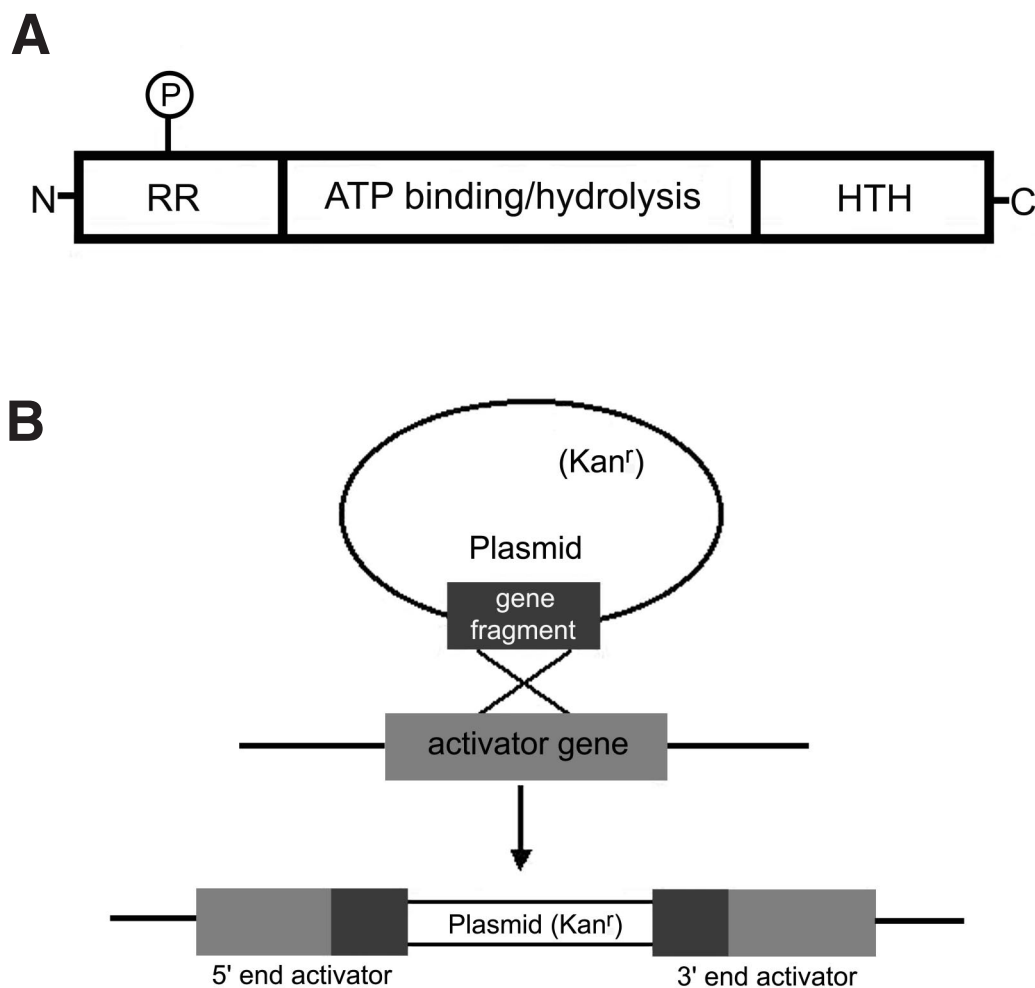 A
P
N
RR
ATP binding/hydrolysis
HTH
C
B
(Kanʳ)
Plasmid
gene
fragment
activator gene
Plasmid (Kanʳ)
5' end activator
3' end activator